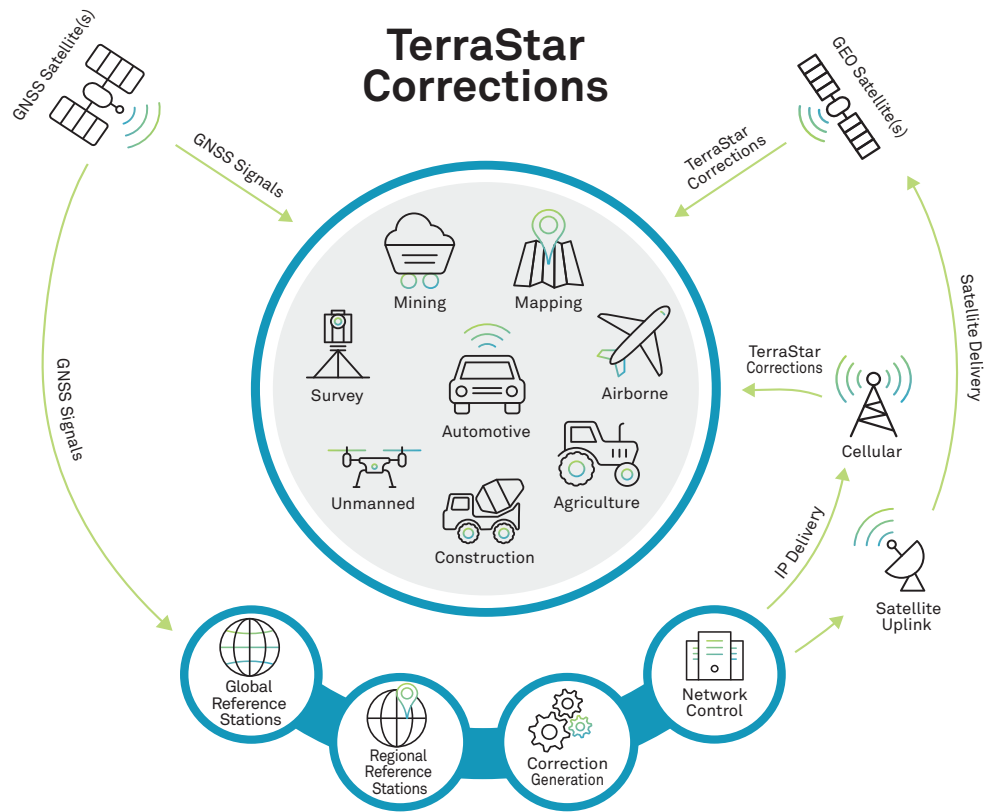 TerraStar
Corrections
GNSS Satellite(s)
GEO Satellite(s)
GNSS Signals
TerraStar
Corrections
Mining
Mapping
Survey
Automotive
Airborne
TerraStar
Corrections
Satellite Delivery
GNSS Signals
Cellular
Unmanned
Agriculture
Construction
IP Delivery
Satellite
Uplink
Global
Reference
Stations
Regional
Reference
Stations
Correction
Generation
Network
Control